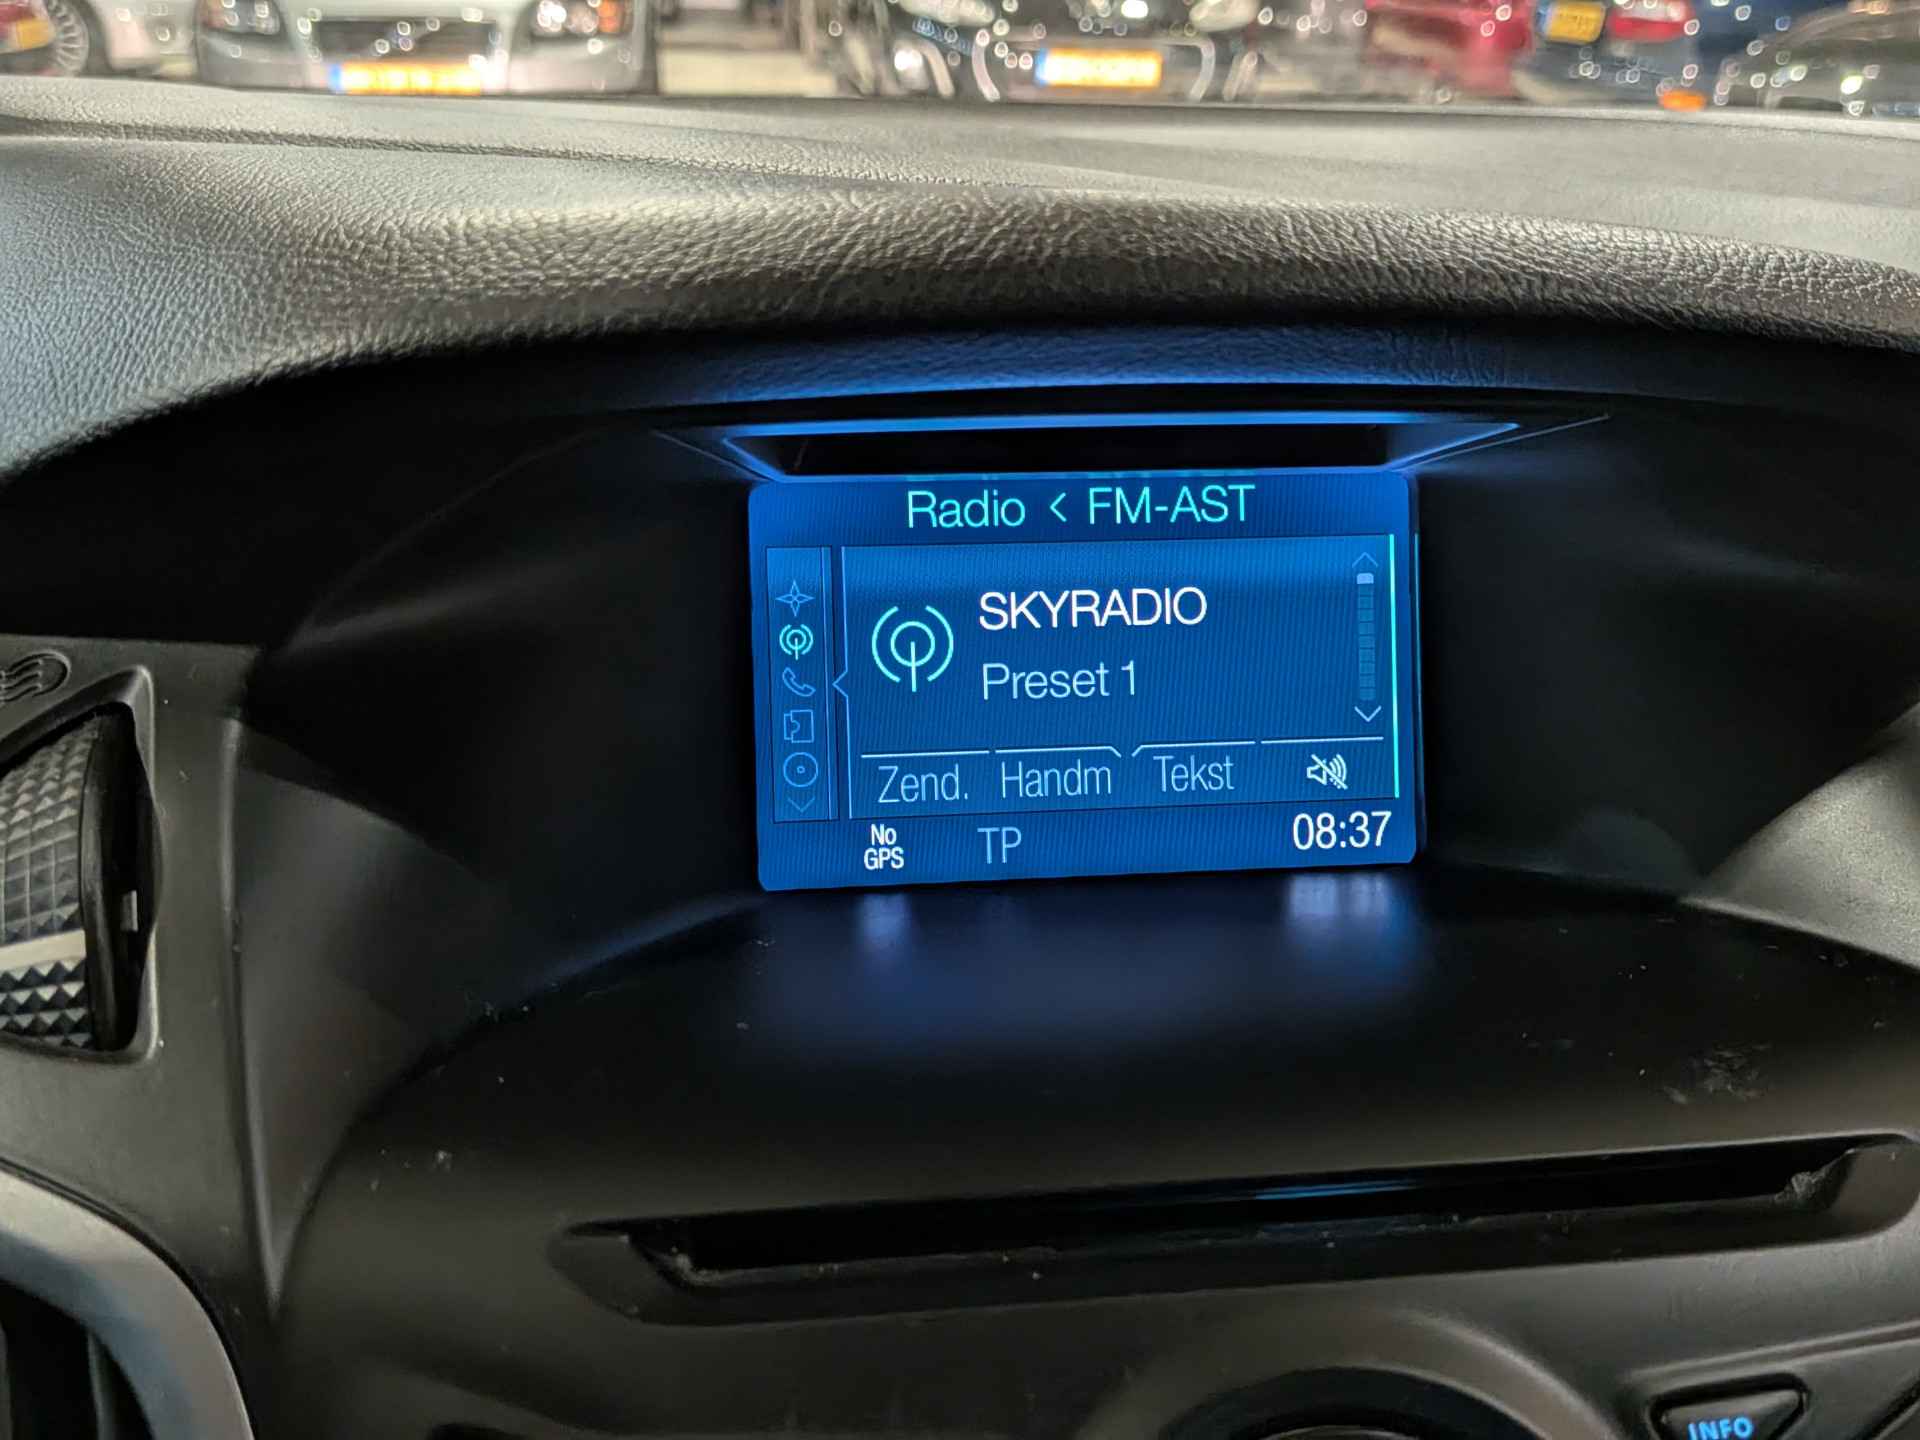 Radio < FM-AST
SKYRADIO
Preset 1
Zend. Handm Tekst
No
GPS
TP
08:37
INFO